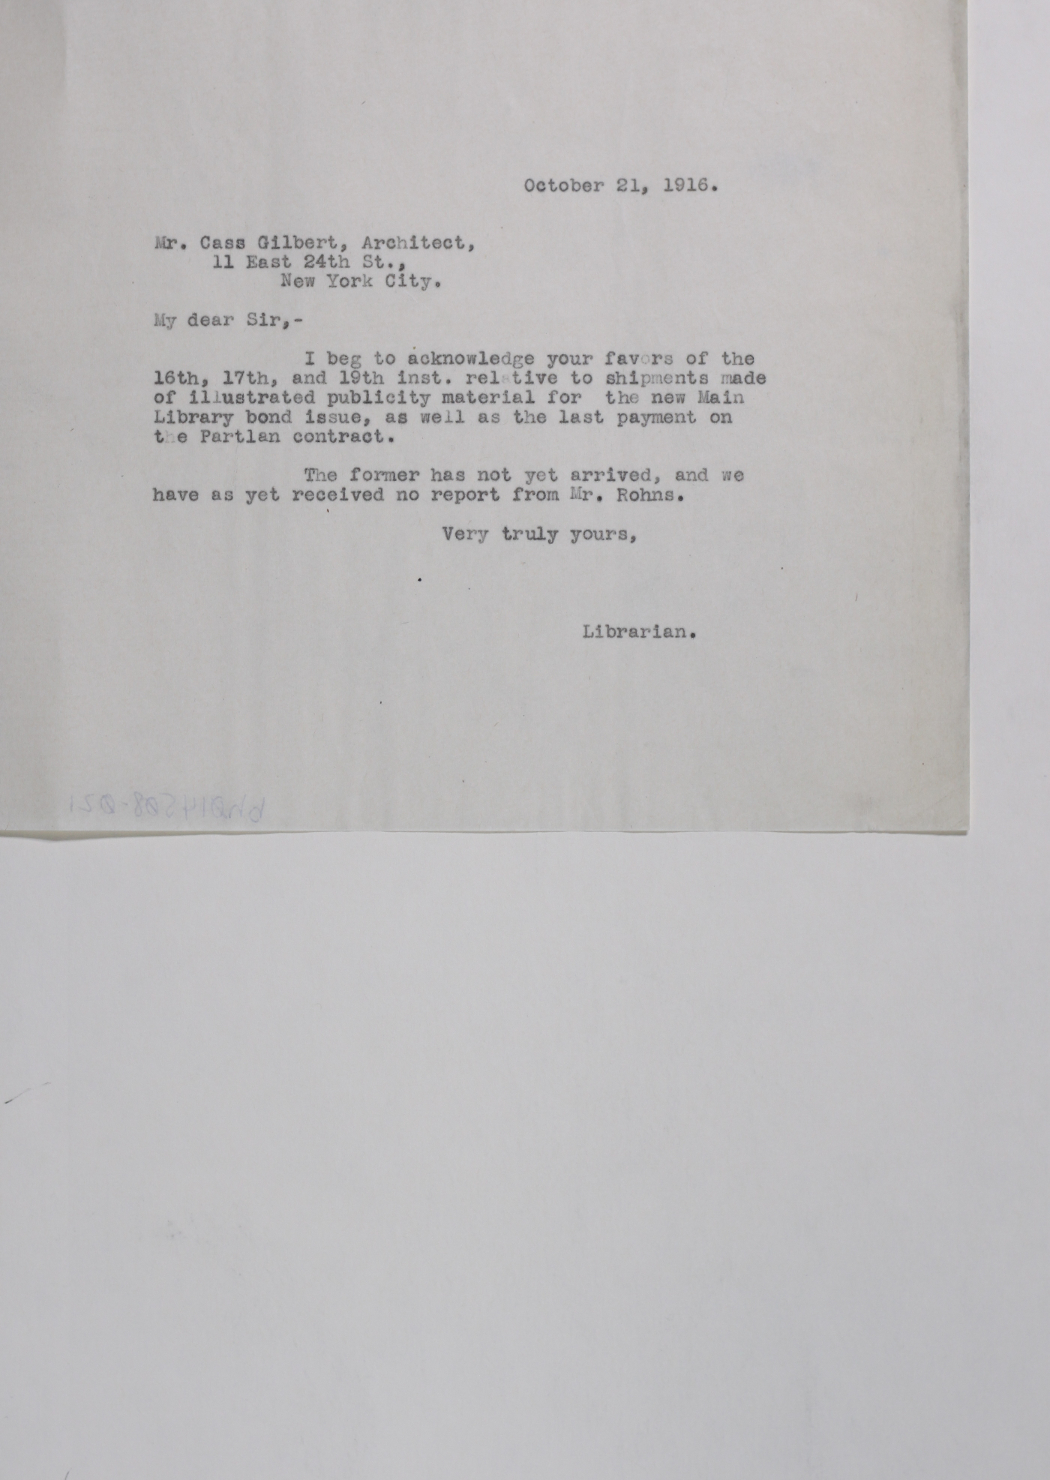 October 21, 1916.
Mr. Cass Gilbert, Architect,
11 East 24th St.,
New York City.
My dear Sir,-
I beg to acknowledge your favors of the
16th, 17th, and 19th inst. relative to shipments made
of illustrated publicity material for the new Main
Library bond issue, as well as the last payment on
the Partlan contract.
The former has not yet arrived, and we
have as yet received no report from Mr. Rohns.
Very truly yours,
Librarian.